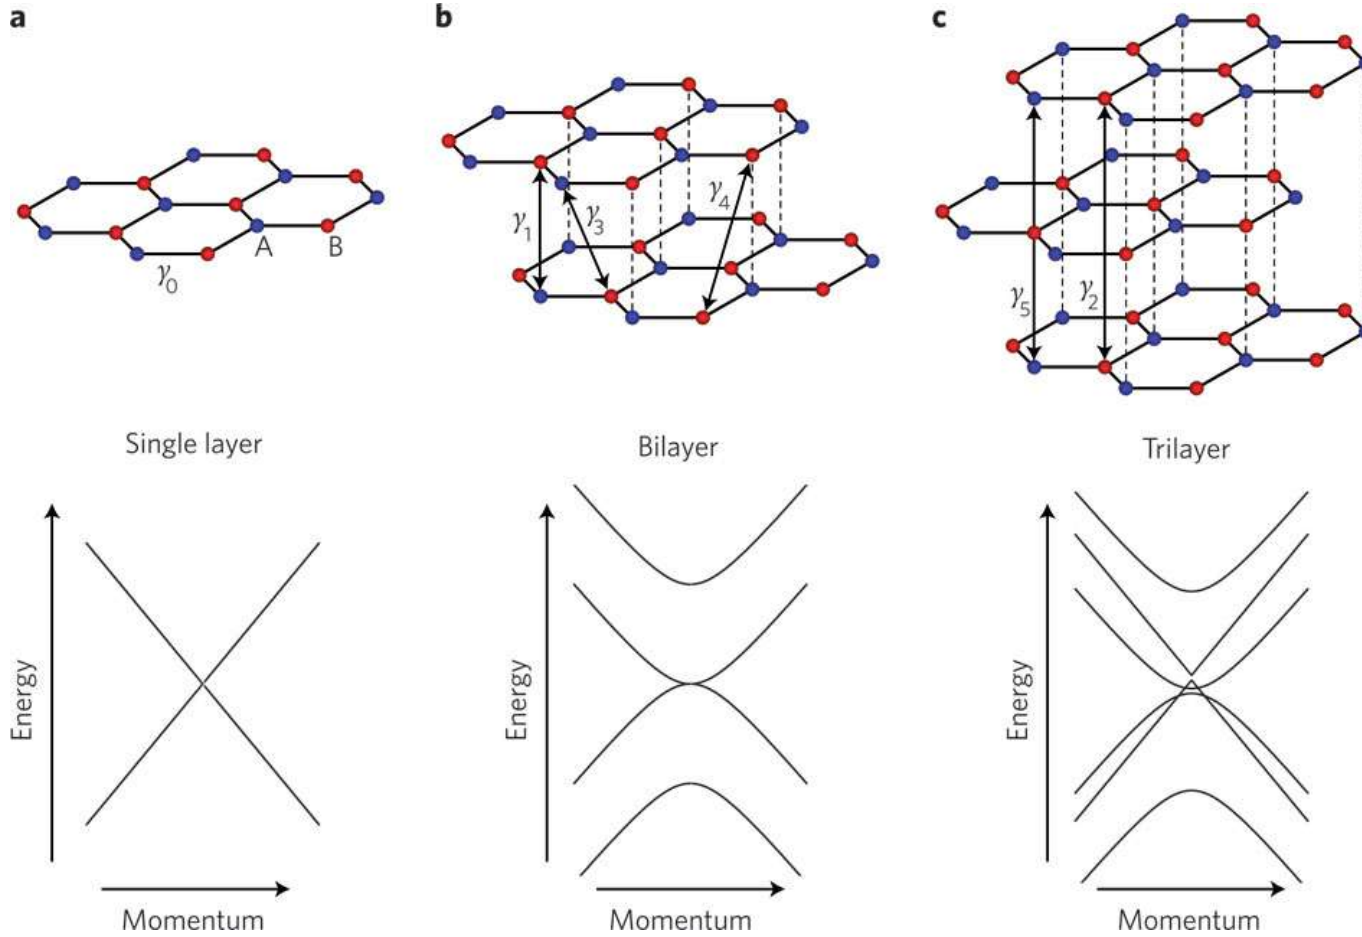 a
b
c
γ4
γ3
γ1
A
B
γ0
γ5
γ2
Single layer
Bilayer
Trilayer
Energy
Energy
Energy
Momentum
Momentum
Momentum